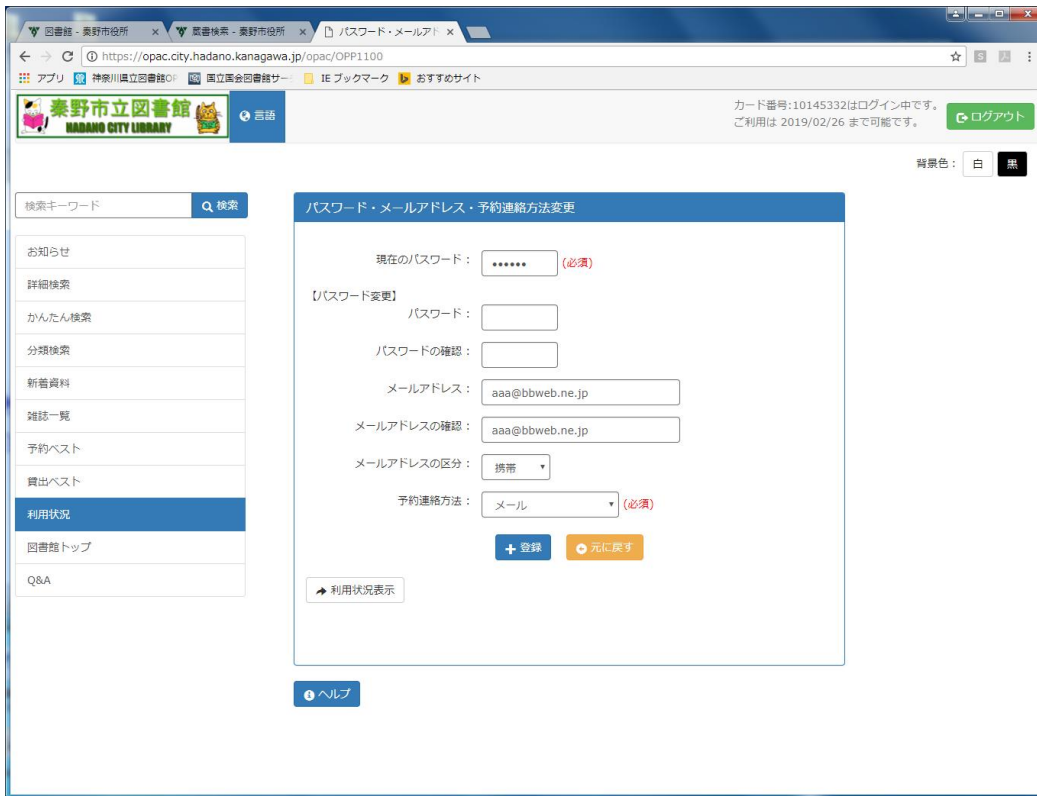 図書館 - 秦野市役所
蔵書検索 - 秦野市役所
パスワード・メールアド
https://opac.city.hadano.kanagawa.jp/opac/OPP1100
アプリ
神奈川県立図書館OP
国立国会図書館サー
IE ブックマーク
おすすめサイト
秦野市立図書館
HADANO CITY LIBRARY
言語
カード番号:10145332はログイン中です。
ご利用は 2019/02/26 まで可能です。
ログアウト
背景色： 白 黒
検索キーワード
検索
お知らせ
詳細検索
かんたん検索
分類検索
新着資料
雑誌一覧
予約ベスト
貸出ベスト
利用状況
図書館トップ
Q&A
パスワード・メールアドレス・予約連絡方法変更
現在のパスワード： •••••• (必須)
【パスワード変更】
パスワード：
パスワードの確認：
メールアドレス： aaa@bbweb.ne.jp
メールアドレスの確認： aaa@bbweb.ne.jp
メールアドレスの区分： 携帯
予約連絡方法： メール (必須)
登録
元に戻す
利用状況表示
ヘルプ